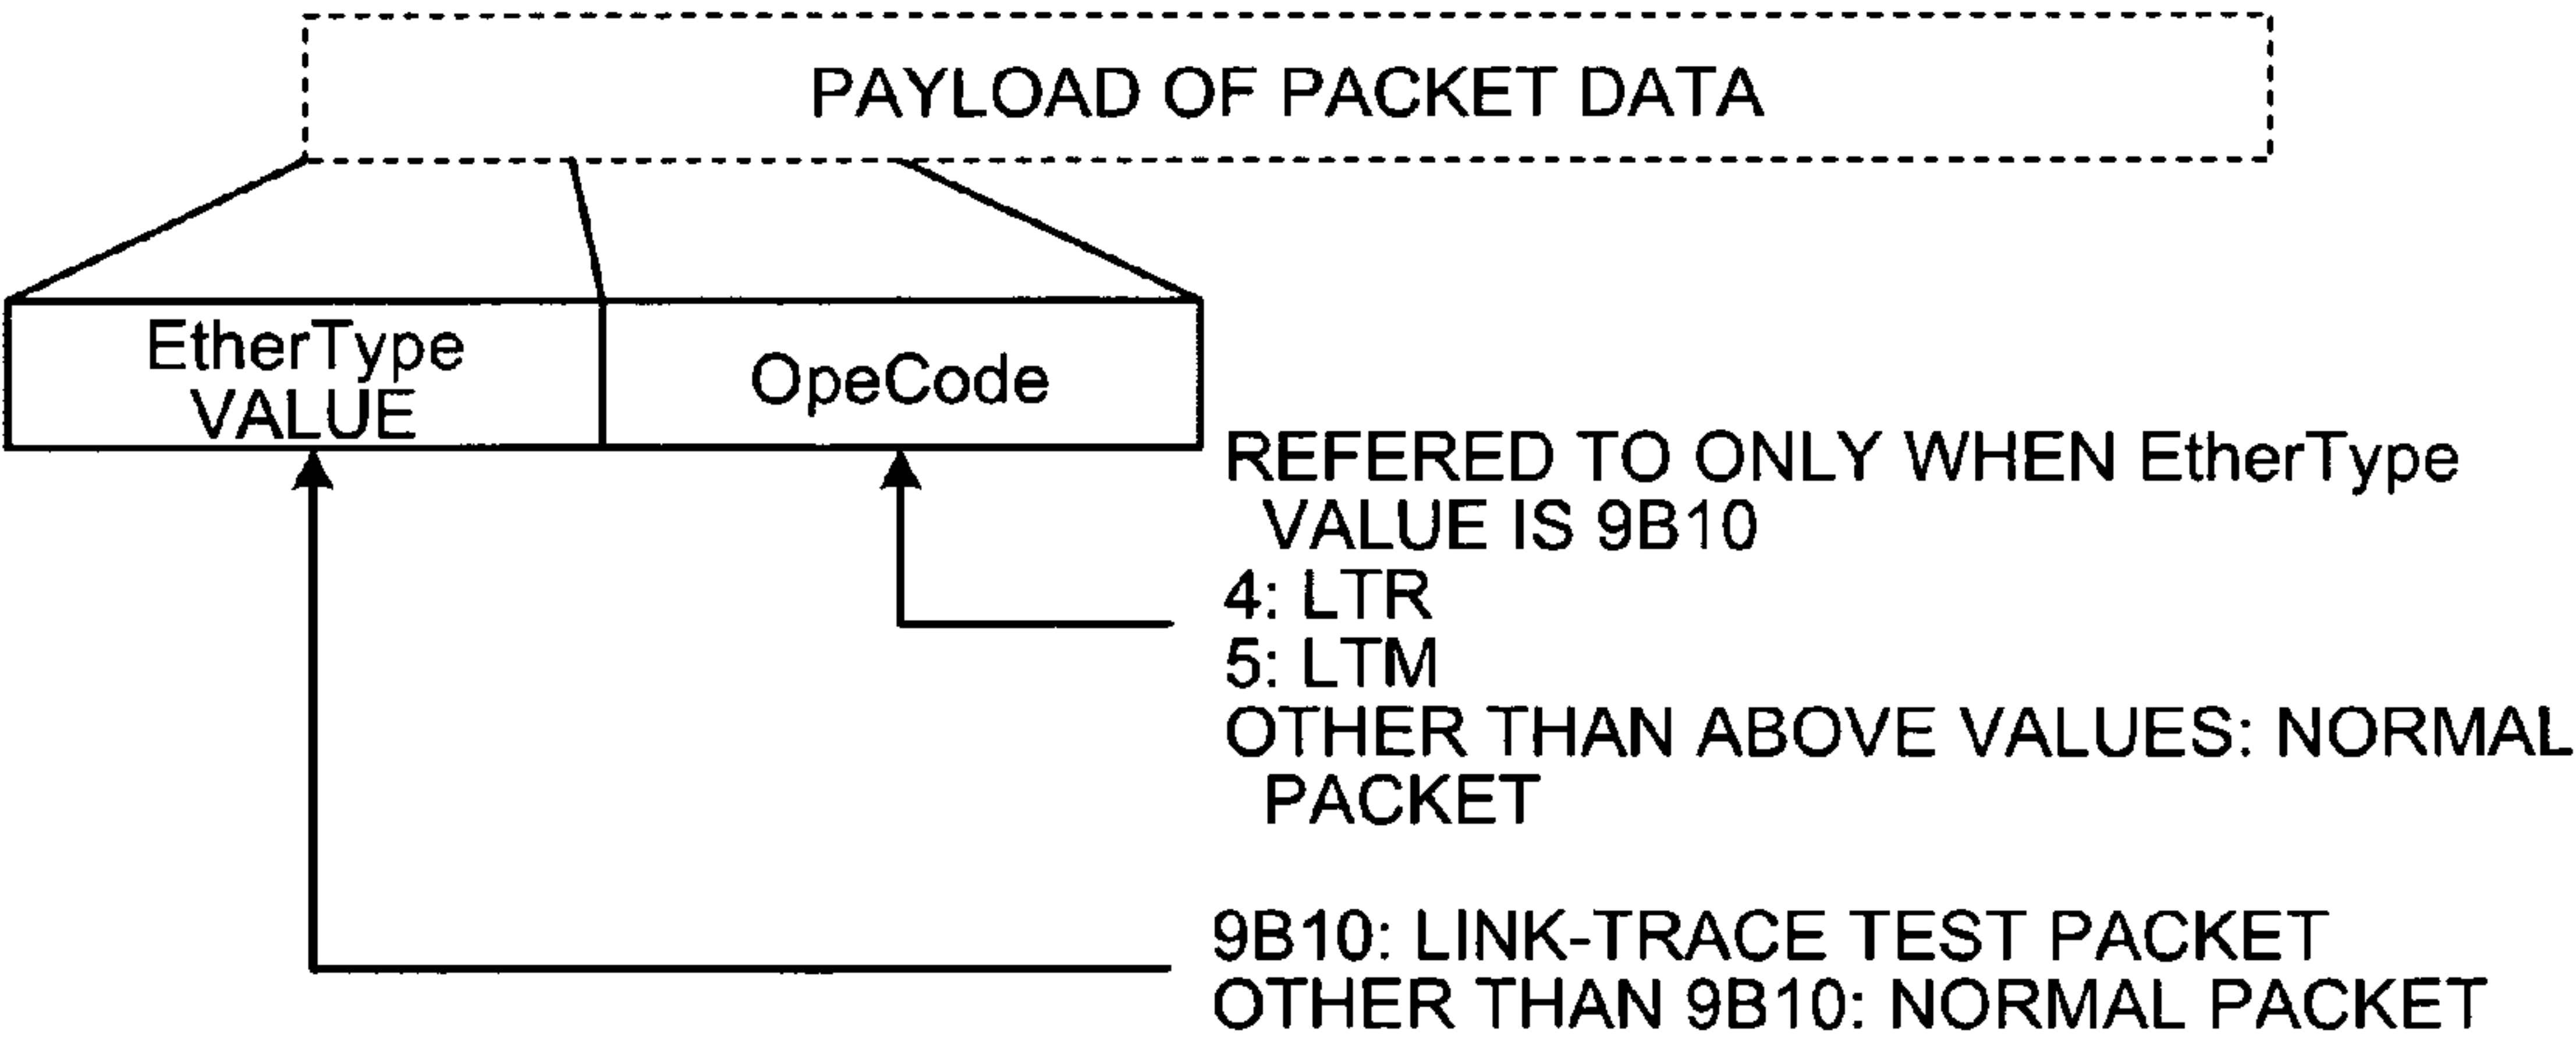 PAYLOAD OF PACKET DATA
EtherType
VALUE
OpeCode
REFERED TO ONLY WHEN EtherType
VALUE IS 9B10
4: LTR
5: LTM
OTHER THAN ABOVE VALUES: NORMAL
PACKET
9B10: LINK-TRACE TEST PACKET
OTHER THAN 9B10: NORMAL PACKET